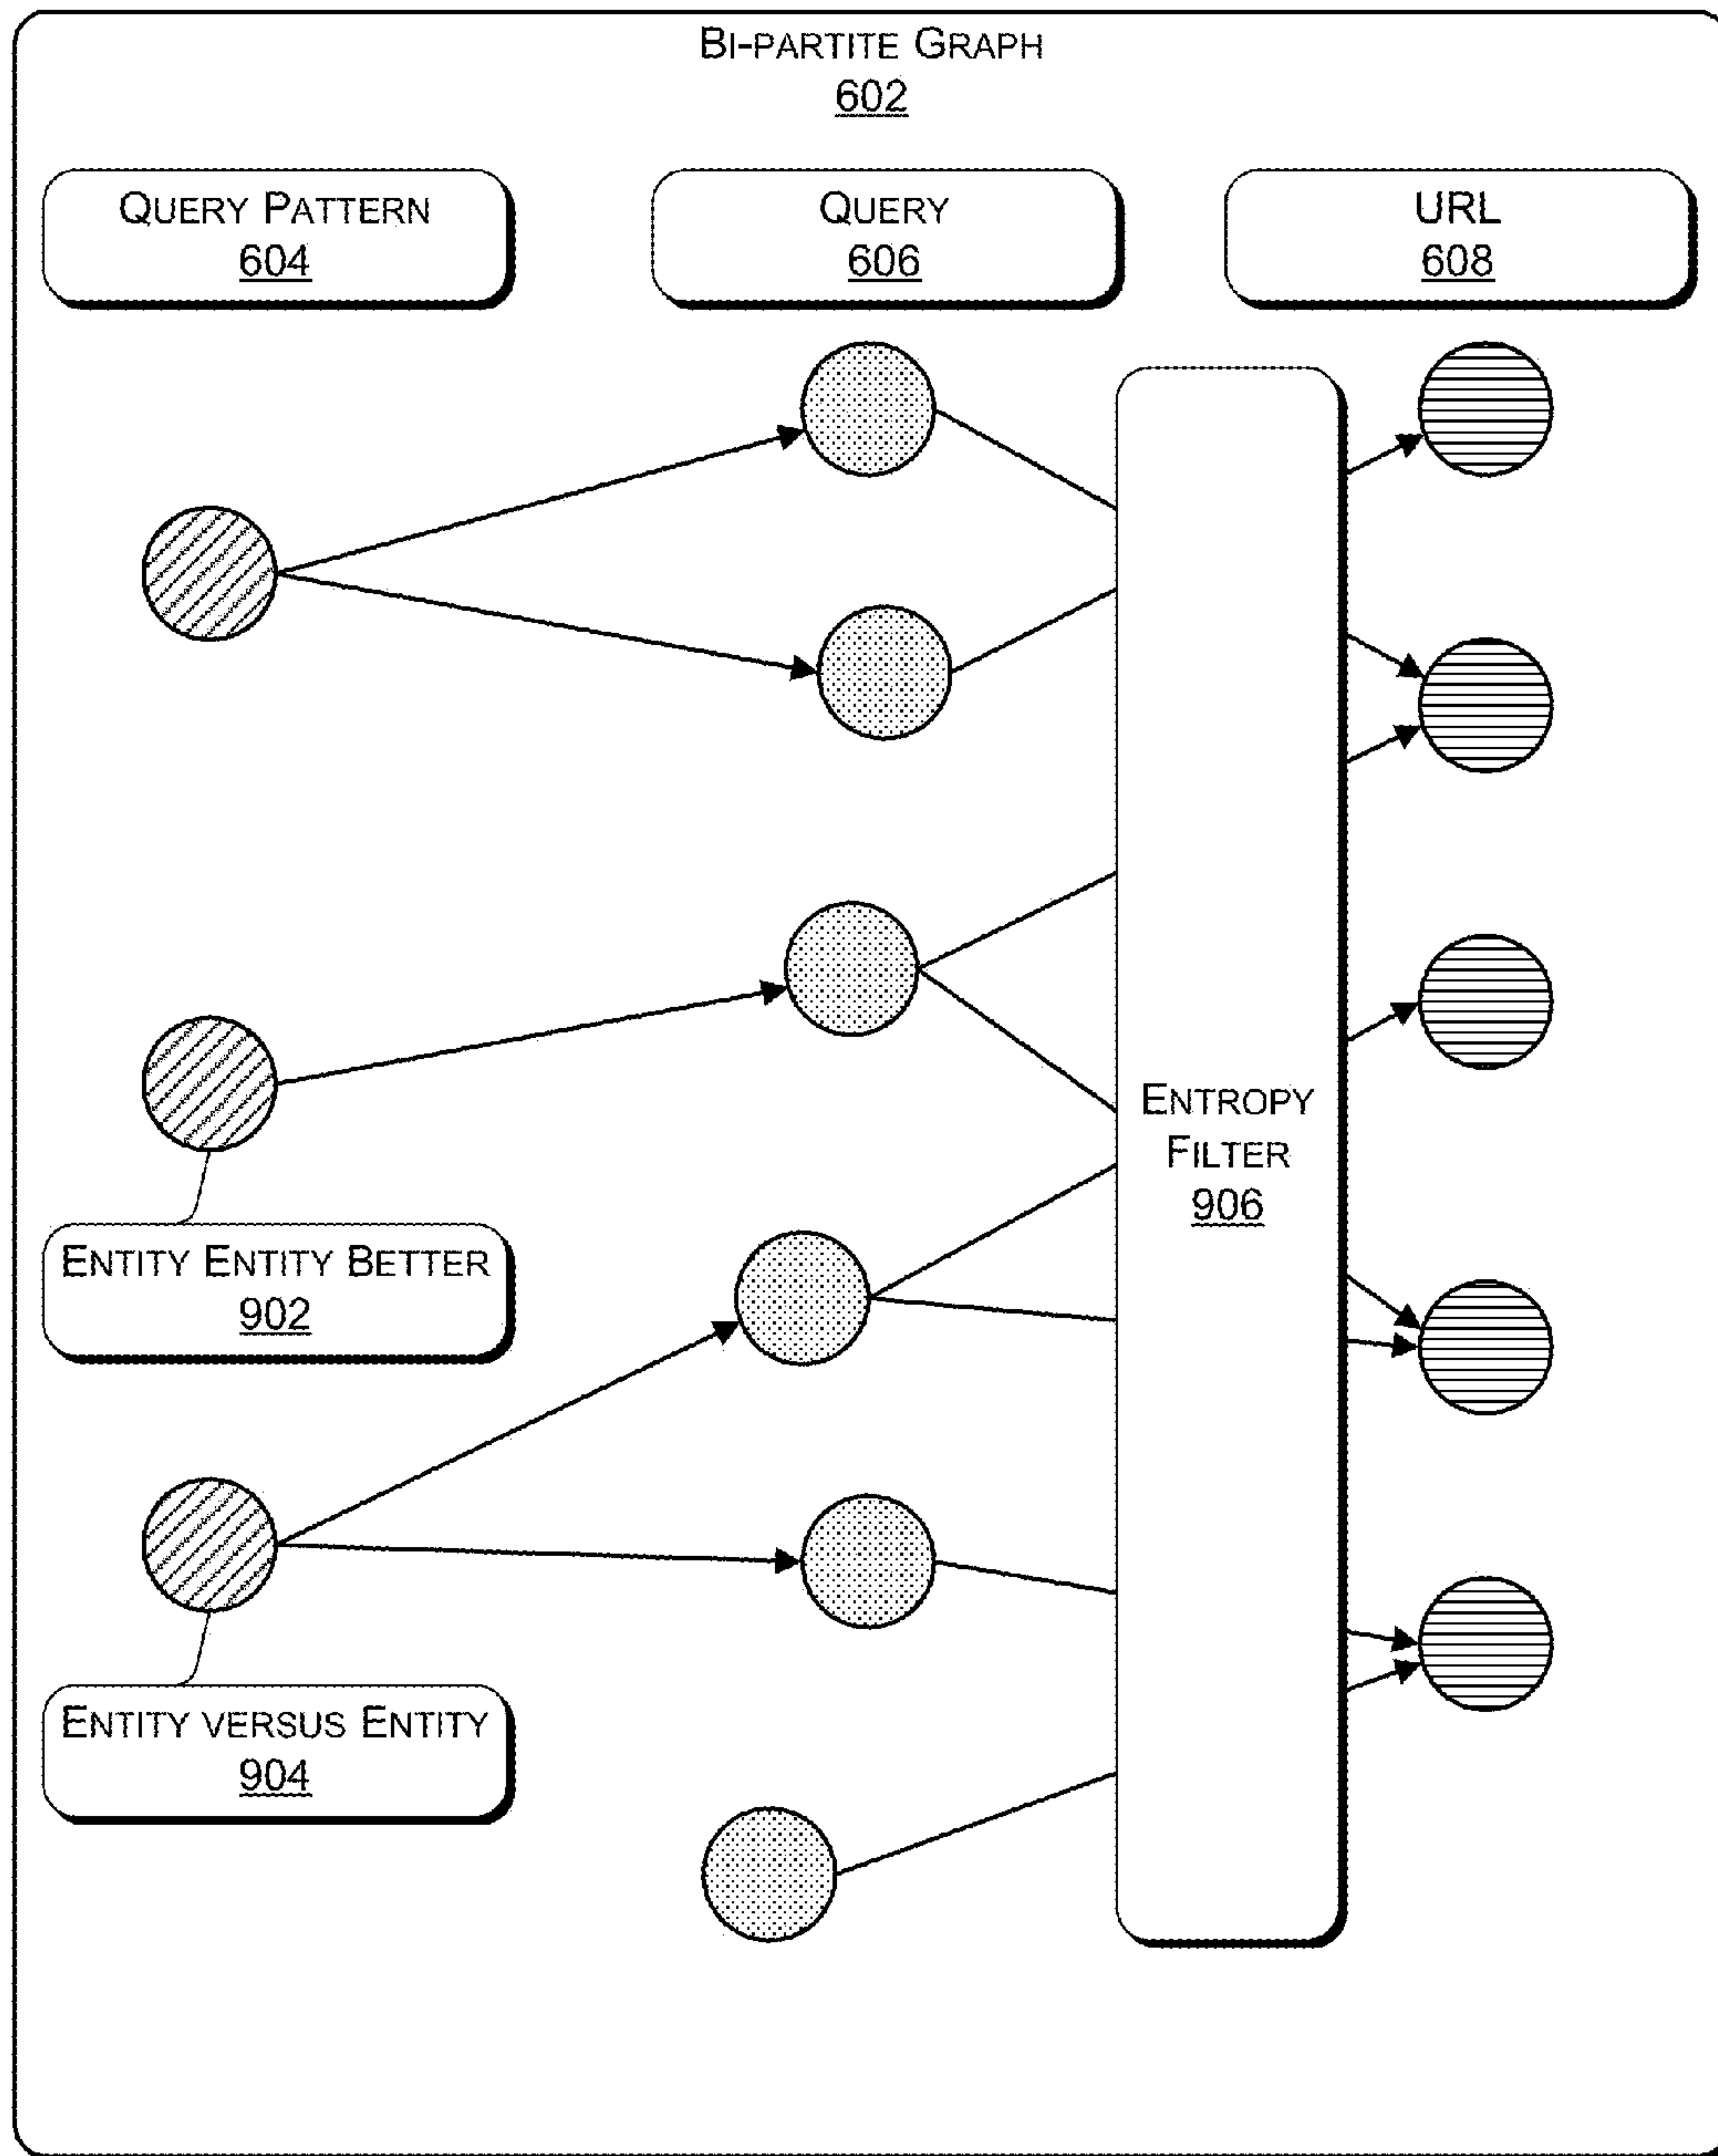 BI-PARTITE GRAPH
602
QUERY PATTERN
604
QUERY
606
URL
608
ENTROPY
FILTER
906
ENTITY ENTITY BETTER
902
ENTITY VERSUS ENTITY
904